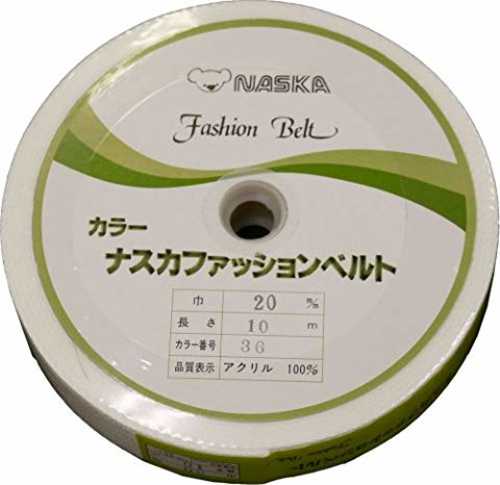 NASKA
Fashion Belt
カラー
ナスカファッションベルト
巾 20 m/m
長さ 10 m
カラー番号 36
品質表示 アクリル 100%